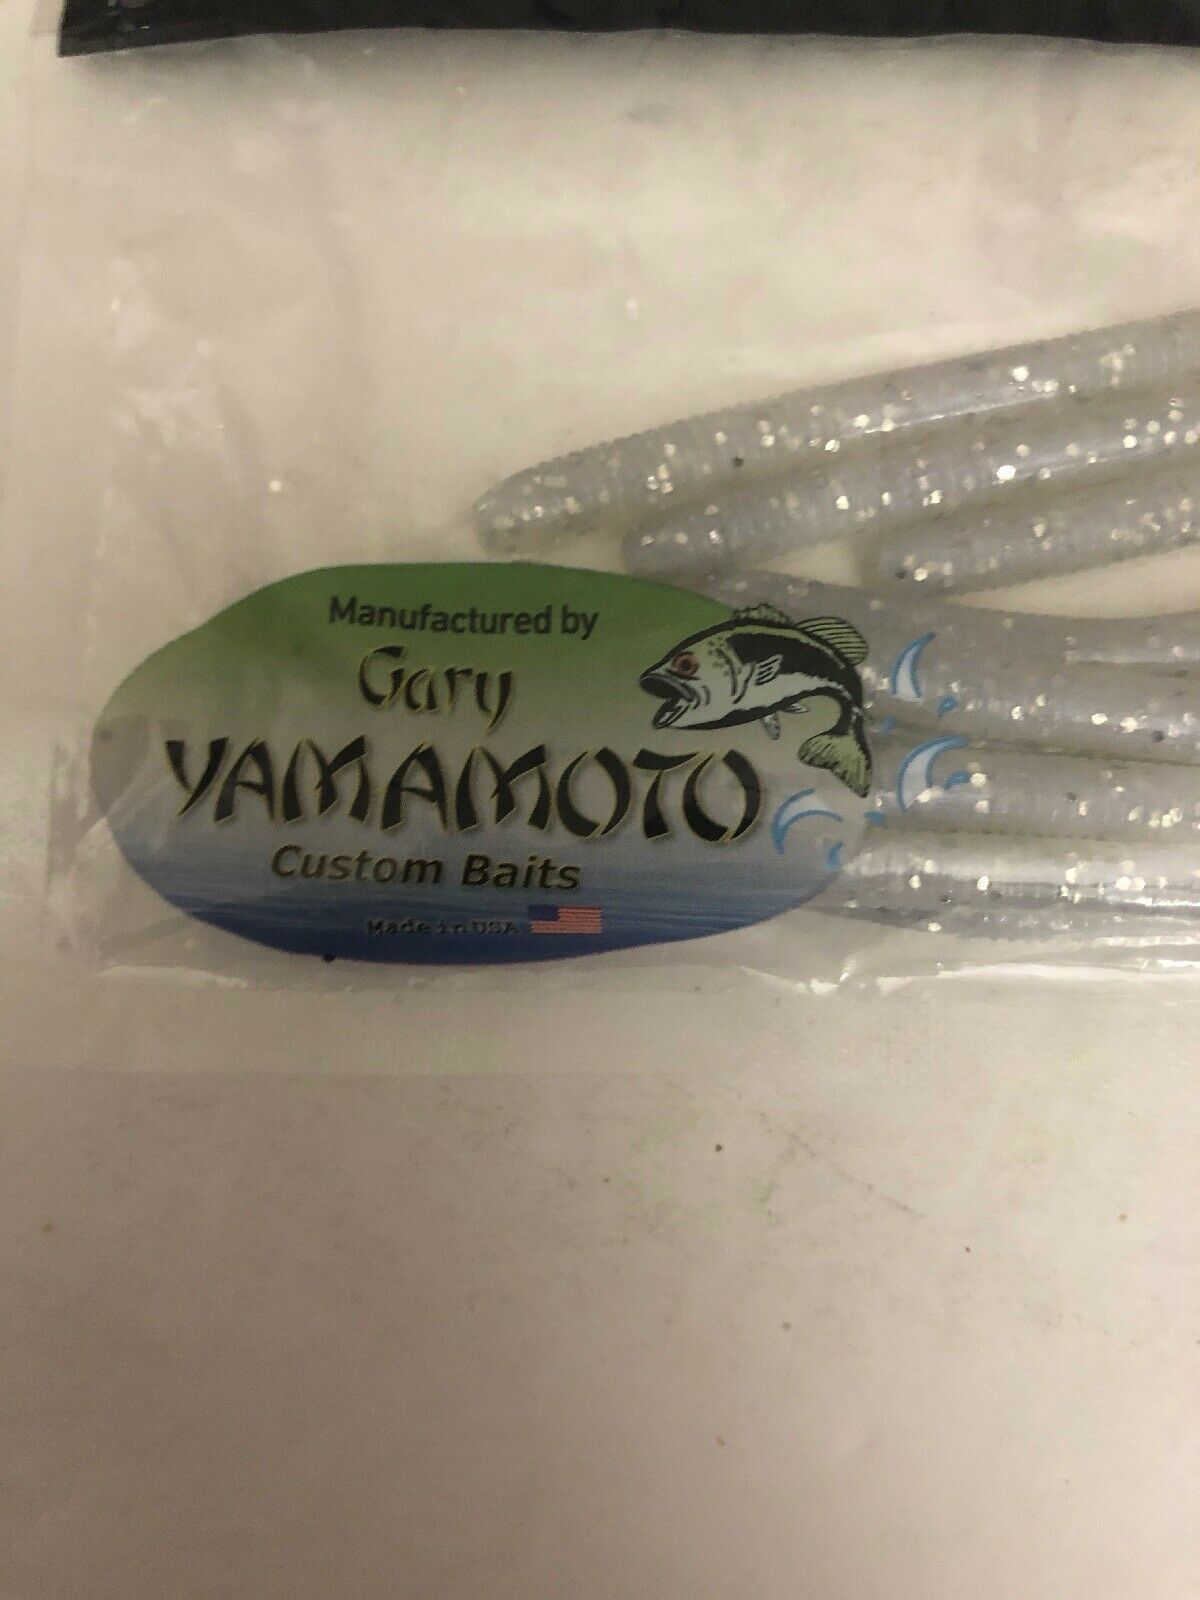 Manufactured by
Gary
YAMAMOTO
Custom Baits
Made in USA